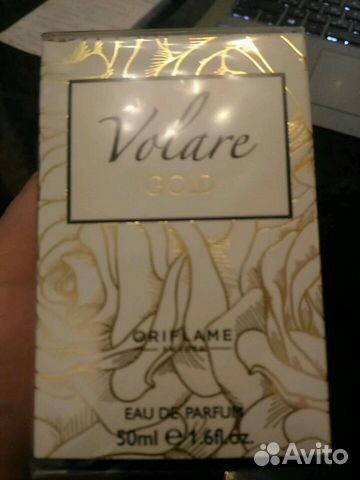 Volare
GOLD
ORIFLAME
EAU DE PARFUM
50ml e 1.6fl.oz.
Avito